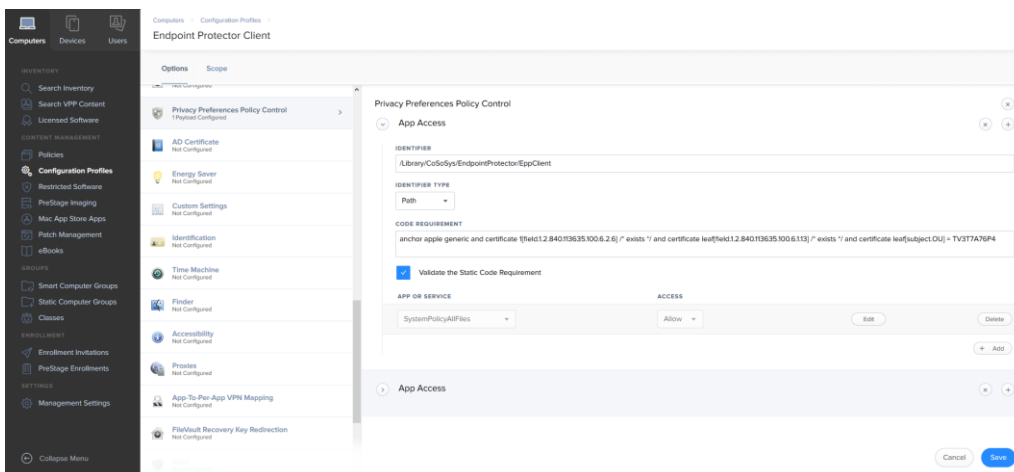 Computers
Devices
Users
INVENTORY
Search Inventory
Search VPP Content
Licensed Software
CONTENT MANAGEMENT
Policies
Configuration Profiles
Restricted Software
PreStage Imaging
Mac App Store Apps
Patch Management
eBooks
GROUPS
Smart Computer Groups
Static Computer Groups
Classes
ENROLLMENT
Enrollment Invitations
PreStage Enrollments
SETTINGS
Management Settings
Collapse Menu
Computers Configuration Profiles
Endpoint Protector Client
Options Scope
Not Configured
Privacy Preferences Policy Control
1 Payload Configured
AD Certificate
Not Configured
Energy Saver
Not Configured
Custom Settings
Not Configured
Identification
Not Configured
Time Machine
Not Configured
Finder
Not Configured
Accessibility
Not Configured
Proxies
Not Configured
App-To-Per-App VPN Mapping
Not Configured
FileVault Recovery Key Redirection
Not Configured
Privacy Preferences Policy Control
App Access
IDENTIFIER
/Library/CoSoSys/EndpointProtector/EppClient
IDENTIFIER TYPE
Path
CODE REQUIREMENT
anchor apple generic and certificate 1[field.1.2.840.113635.100.6.2.6] /* exists */ and certificate leaf[field.1.2.840.113635.100.6.1.13] /* exists */ and certificate leaf[subject.OU] = TV3T7A76P4
Validate the Static Code Requirement
APP OR SERVICE ACCESS
SystemPolicyAllFiles Allow Edit Delete
+ Add
App Access
Cancel Save